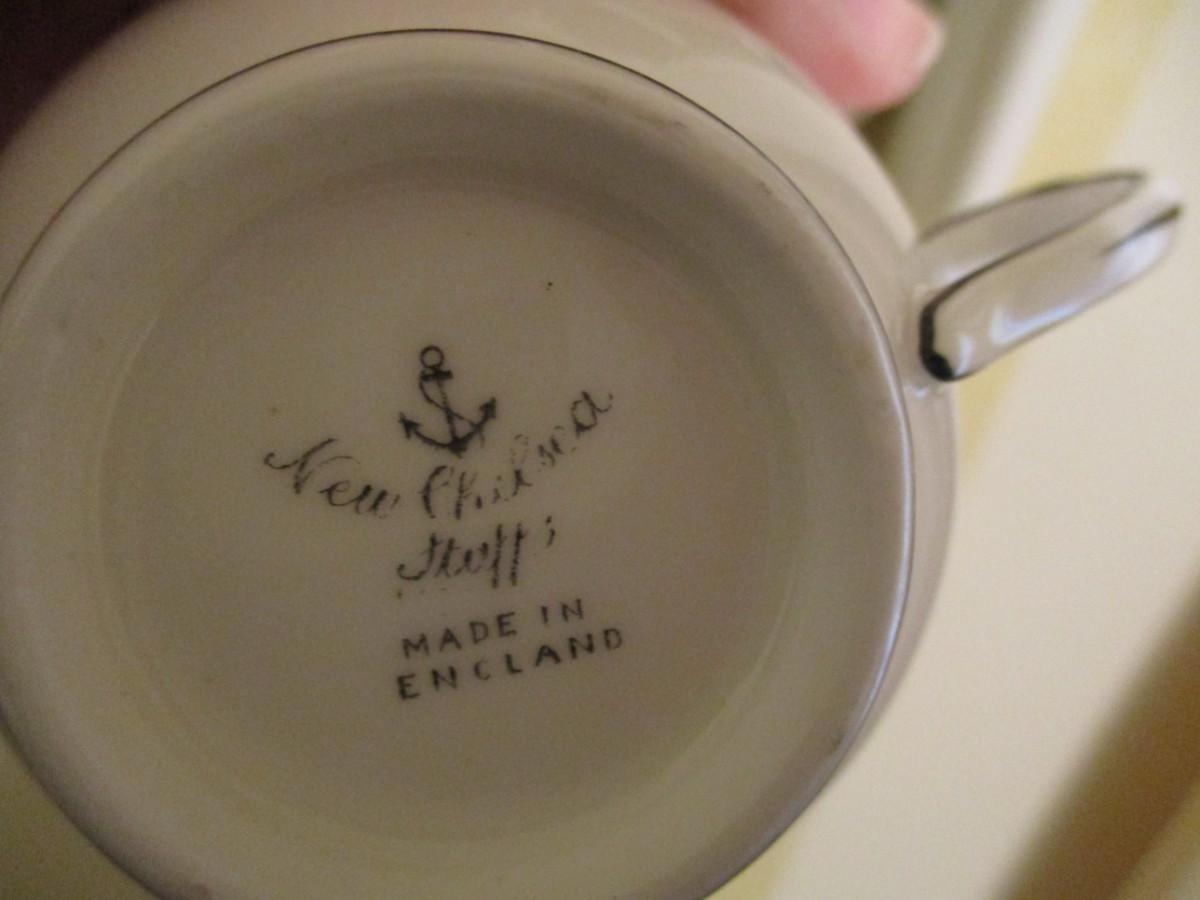 New Chelsea
Staffs
MADE IN
ENGLAND